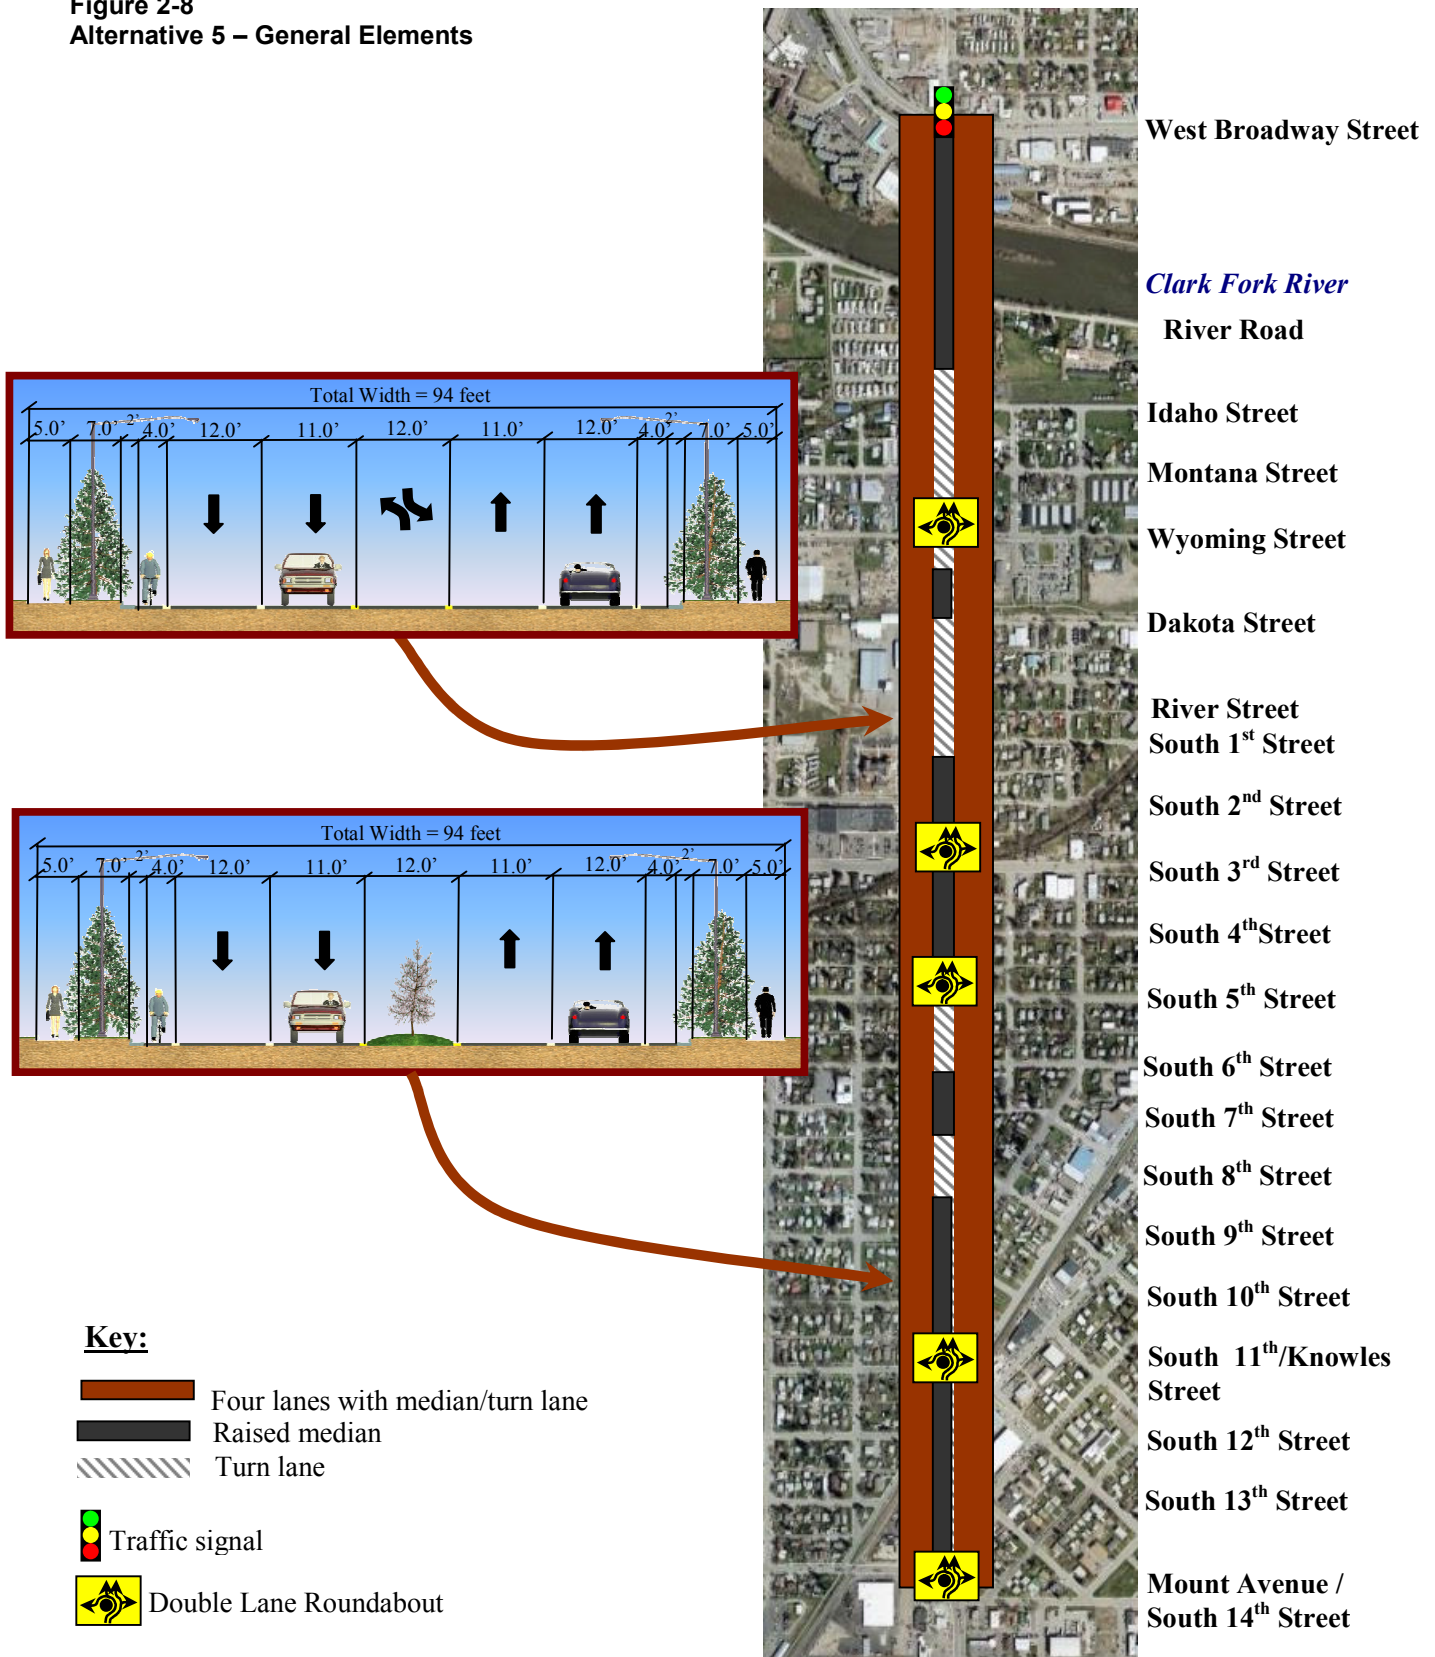 Figure 2-8
Alternative 5 – General Elements
West Broadway Street
Clark Fork River
River Road
Idaho Street
Montana Street
Wyoming Street
Dakota Street
River Street
South 1st Street
South 2nd Street
South 3rd Street
South 4thStreet
South 5th Street
South 6th Street
South 7th Street
South 8th Street
South 9th Street
South 10th Street
South 11th/Knowles
Street
South 12th Street
South 13th Street
Mount Avenue /
South 14th Street
Total Width = 94 feet
5.0’ 7.0’ 2’ 4.0’ 12.0’ 11.0’ 12.0’ 11.0’ 12.0’ 4.0’ 2’ 7.0’ 5.0’
Total Width = 94 feet
5.0’ 7.0’ 2’ 4.0’ 12.0’ 11.0’ 12.0’ 11.0’ 12.0’ 4.0’ 2’ 7.0’ 5.0’
Key:
Four lanes with median/turn lane
Raised median
Turn lane
Traffic signal
Double Lane Roundabout